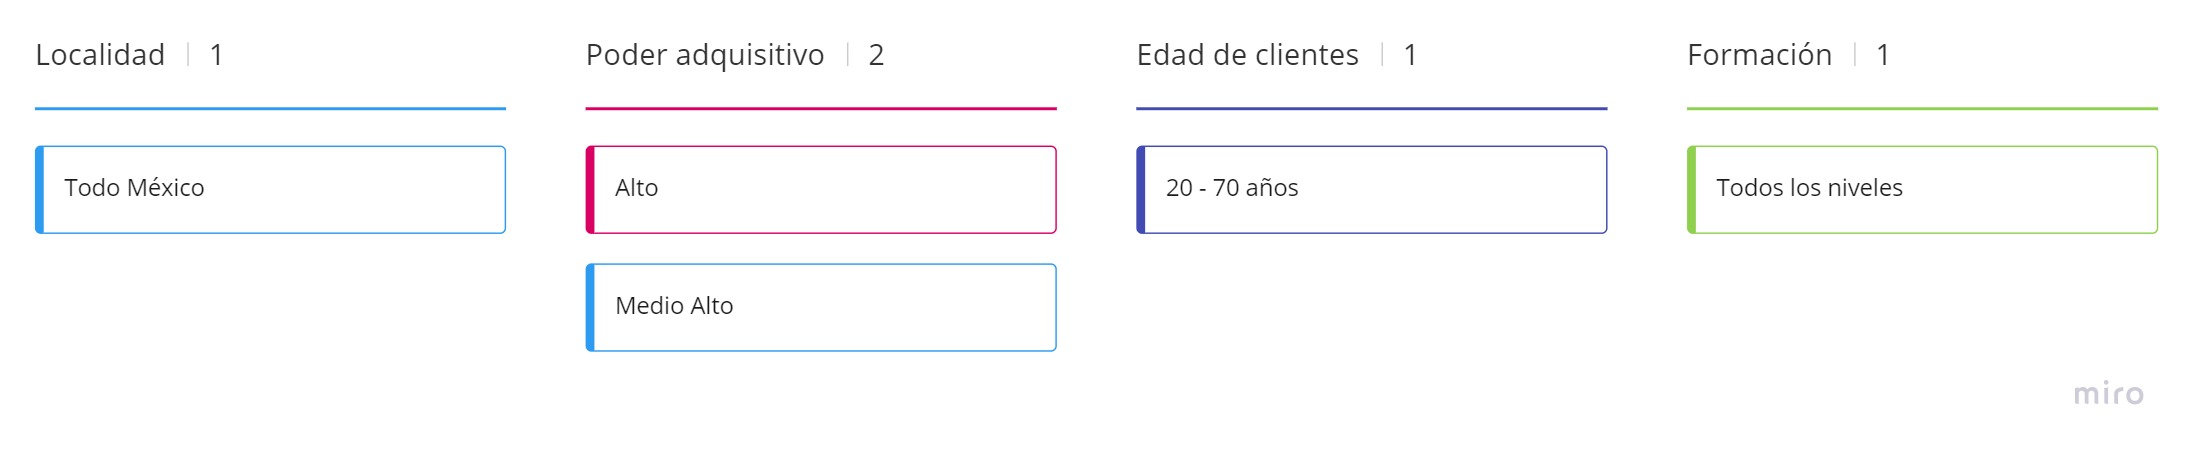 Localidad | 1
Todo México
Poder adquisitivo | 2
Alto
Medio Alto
Edad de clientes | 1
20 - 70 años
Formación | 1
Todos los niveles
miro